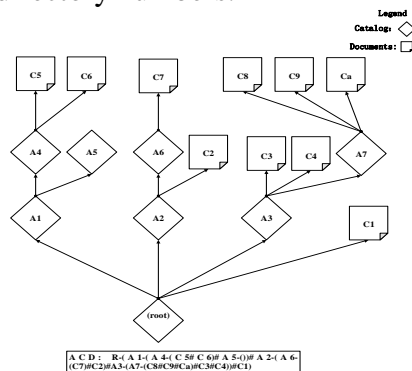 Legend
Catalog:
Documents:
C5
C6
C7
C8
C9
Ca
A4
A5
A6
C2
C3
C4
A7
A1
A2
A3
C1
(root)
A C D : R-( A 1-( A 4-( C 5# C 6)# A 5-())# A 2-( A 6-
(C7)#C2)#A3-(A7-(C8#C9#Ca)#C3#C4))#C1)